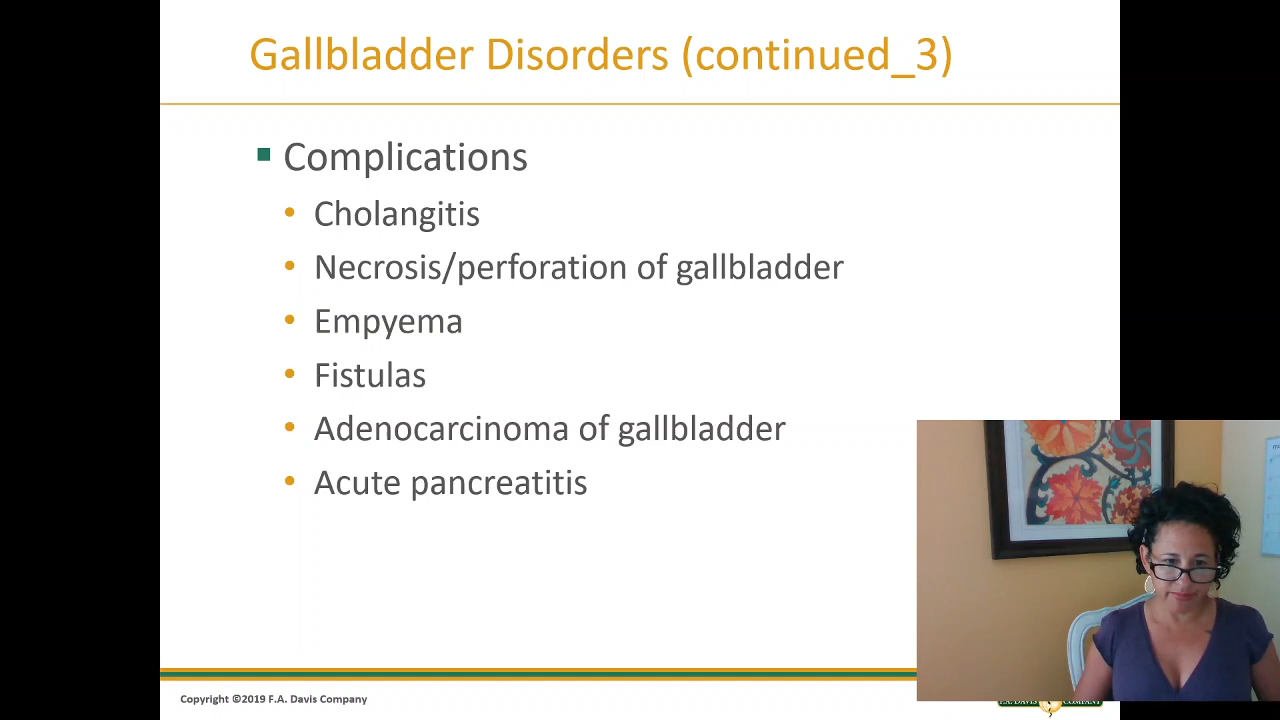 Gallbladder Disorders (continued_3)
Complications
Cholangitis
Necrosis/perforation of gallbladder
Empyema
Fistulas
Adenocarcinoma of gallbladder
Acute pancreatitis
Copyright ©2019 F.A. Davis Company